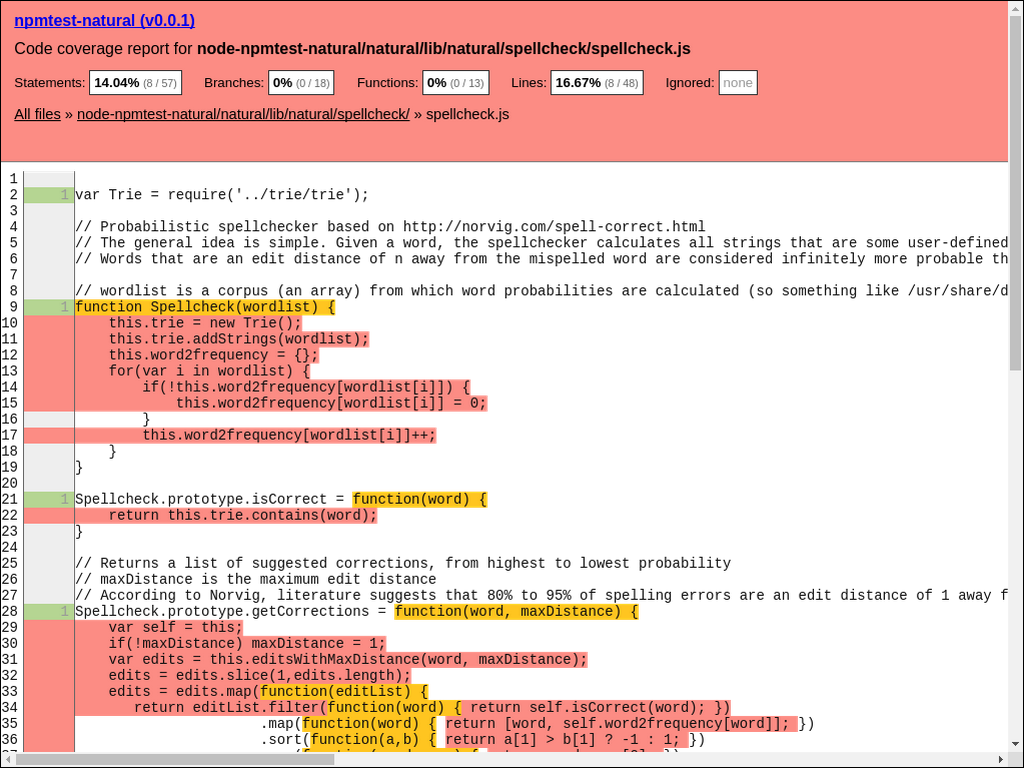 npmtest-natural (v0.0.1)
Code coverage report for node-npmtest-natural/natural/lib/natural/spellcheck/spellcheck.js
Statements: 14.04% (8 / 57) Branches: 0% (0 / 18) Functions: 0% (0 / 13) Lines: 16.67% (8 / 48) Ignored: none
All files » node-npmtest-natural/natural/lib/natural/spellcheck/ » spellcheck.js
1
2 1 var Trie = require('../trie/trie');
3
4 // Probabilistic spellchecker based on http://norvig.com/spell-correct.html
5 // The general idea is simple. Given a word, the spellchecker calculates all strings that are some user-defined
6 // Words that are an edit distance of n away from the mispelled word are considered infinitely more probable th
7
8 // wordlist is a corpus (an array) from which word probabilities are calculated (so something like /usr/share/d
9 1 function Spellcheck(wordlist) {
10     this.trie = new Trie();
11     this.trie.addStrings(wordlist);
12     this.word2frequency = {};
13     for(var i in wordlist) {
14         if(!this.word2frequency[wordlist[i]]) {
15             this.word2frequency[wordlist[i]] = 0;
16         }
17         this.word2frequency[wordlist[i]]++;
18     }
19 }
20
21 1 Spellcheck.prototype.isCorrect = function(word) {
22     return this.trie.contains(word);
23 }
24
25 // Returns a list of suggested corrections, from highest to lowest probability
26 // maxDistance is the maximum edit distance
27 // According to Norvig, literature suggests that 80% to 95% of spelling errors are an edit distance of 1 away f
28 1 Spellcheck.prototype.getCorrections = function(word, maxDistance) {
29     var self = this;
30     if(!maxDistance) maxDistance = 1;
31     var edits = this.editsWithMaxDistance(word, maxDistance);
32     edits = edits.slice(1,edits.length);
33     edits = edits.map(function(editList) {
34        return editList.filter(function(word) { return self.isCorrect(word); })
35                       .map(function(word) { return [word, self.word2frequency[word]]; })
36                       .sort(function(a,b) { return a[1] > b[1] ? -1 : 1; })